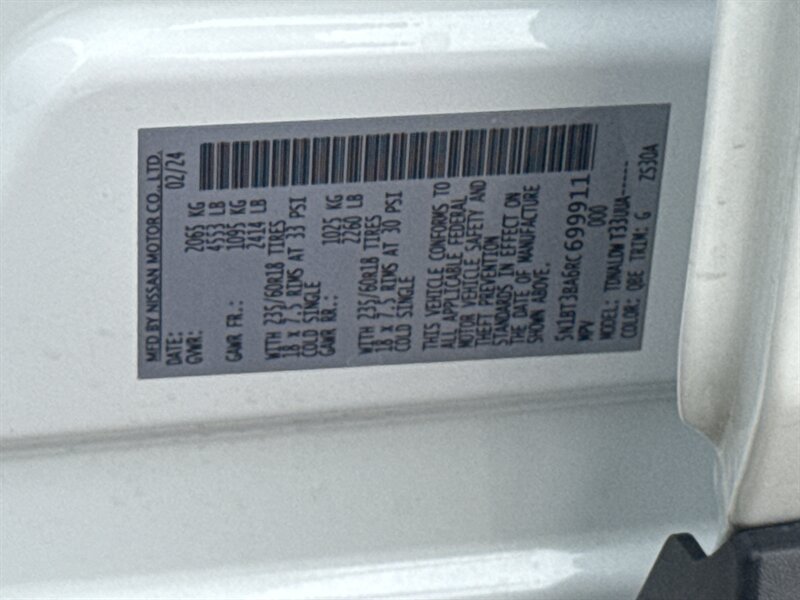 MFD BY NISSAN MOTOR CO., LTD.
DATE: 02/24
GVWR: 2065 KG
4553 LB
GAWR FR.: 1095 KG
2414 LB
WITH 235/60R18 TIRES
18 X 7.5 RIMS AT 33 PSI
COLD SINGLE
GAWR RR.: 1025 KG
2260 LB
WITH 235/60R18 TIRES
18 X 7.5 RIMS AT 30 PSI
COLD SINGLE
THIS VEHICLE CONFORMS TO
ALL APPLICABLE FEDERAL
MOTOR VEHICLE SAFETY AND
THEFT PREVENTION
STANDARDS IN EFFECT ON
THE DATE OF MANUFACTURE
SHOWN ABOVE.
5N1BT3BA6RC699911
MPV 000
MODEL: TDNALDW T33UUA------
COLOR: QBE TRIM: G ZS30A